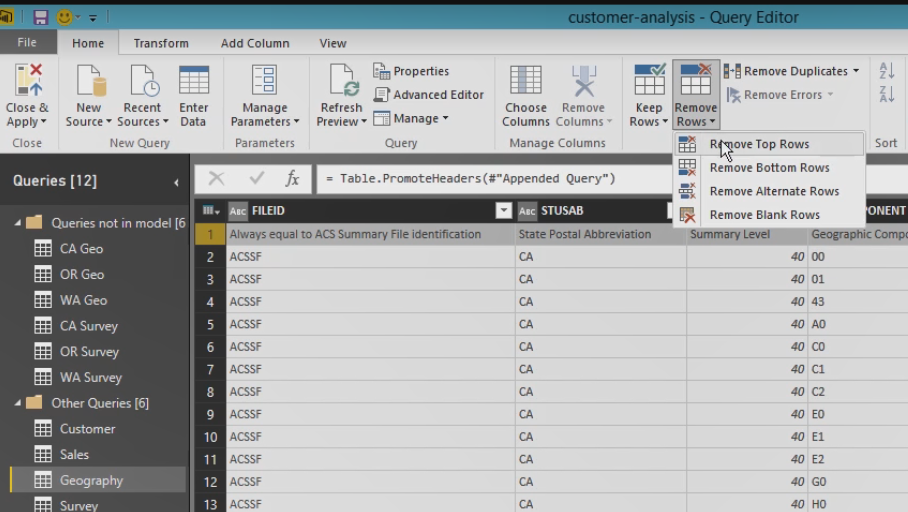 customer-analysis - Query Editor
File Home Transform Add Column View
Close & Apply
New Source
Recent Sources
Enter Data
Manage Parameters
Refresh Preview
Properties
Advanced Editor
Manage
Choose Columns
Remove Columns
Keep Rows
Remove Rows
Remove Duplicates
Remove Errors
Close New Query Parameters Query Manage Columns Sort
Remove Top Rows
Remove Bottom Rows
Remove Alternate Rows
Remove Blank Rows
Queries [12]
fx = Table.PromoteHeaders(#"Appended Query")
Queries not in model [6
CA Geo
OR Geo
WA Geo
CA Survey
OR Survey
WA Survey
Other Queries [6]
Customer
Sales
Geography
Survey
ABC FILEID ABC STUSAB PONENT
1 Always equal to ACS Summary File identification State Postal Abbreviation Summary Level Geographic Compo
2 ACSSF CA 40 00
3 ACSSF CA 40 01
4 ACSSF CA 40 43
5 ACSSF CA 40 A0
6 ACSSF CA 40 C0
7 ACSSF CA 40 C1
8 ACSSF CA 40 C2
9 ACSSF CA 40 E0
10 ACSSF CA 40 E1
11 ACSSF CA 40 E2
12 ACSSF CA 40 G0
13 ACSSF CA 40 H0